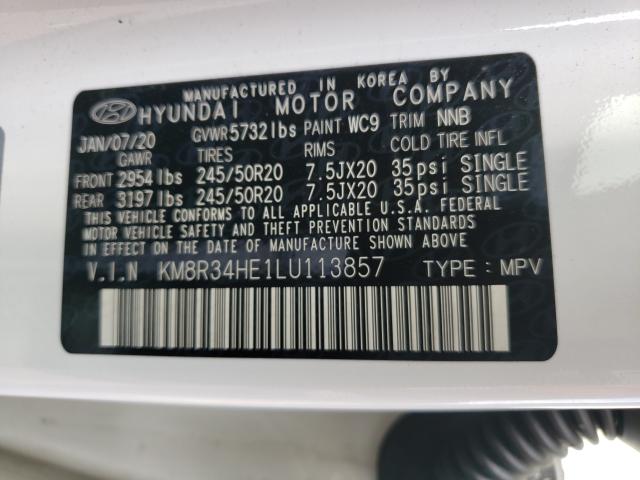 MANUFACTURED IN KOREA BY
HYUNDAI MOTOR COMPANY
JAN/07/20 GVWR5732lbs PAINT WC9 TRIM NNB
GAWR TIRES RIMS COLD TIRE INFL
FRONT 2954lbs 245/50R20 7.5JX20 35psi SINGLE
REAR 3197lbs 245/50R20 7.5JX20 35psi SINGLE
THIS VEHICLE CONFORMS TO ALL APPLICABLE U.S.A. FEDERAL
MOTOR VEHICLE SAFETY AND THEFT PREVENTION STANDARDS
IN EFFECT ON THE DATE OF MANUFACTURE SHOWN ABOVE.
V.I.N KM8R34HE1LU113857 TYPE : MPV